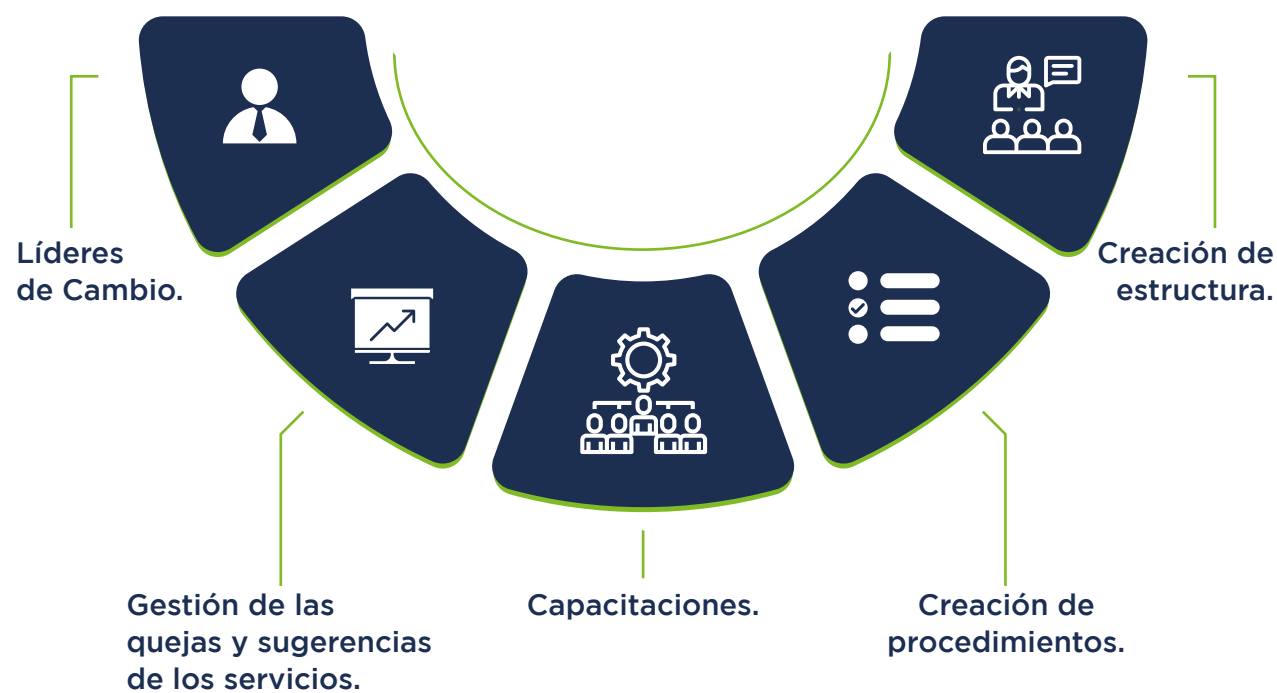 Líderes
de Cambio.
Gestión de las
quejas y sugerencias
de los servicios.
Capacitaciones.
Creación de
procedimientos.
Creación de
estructura.